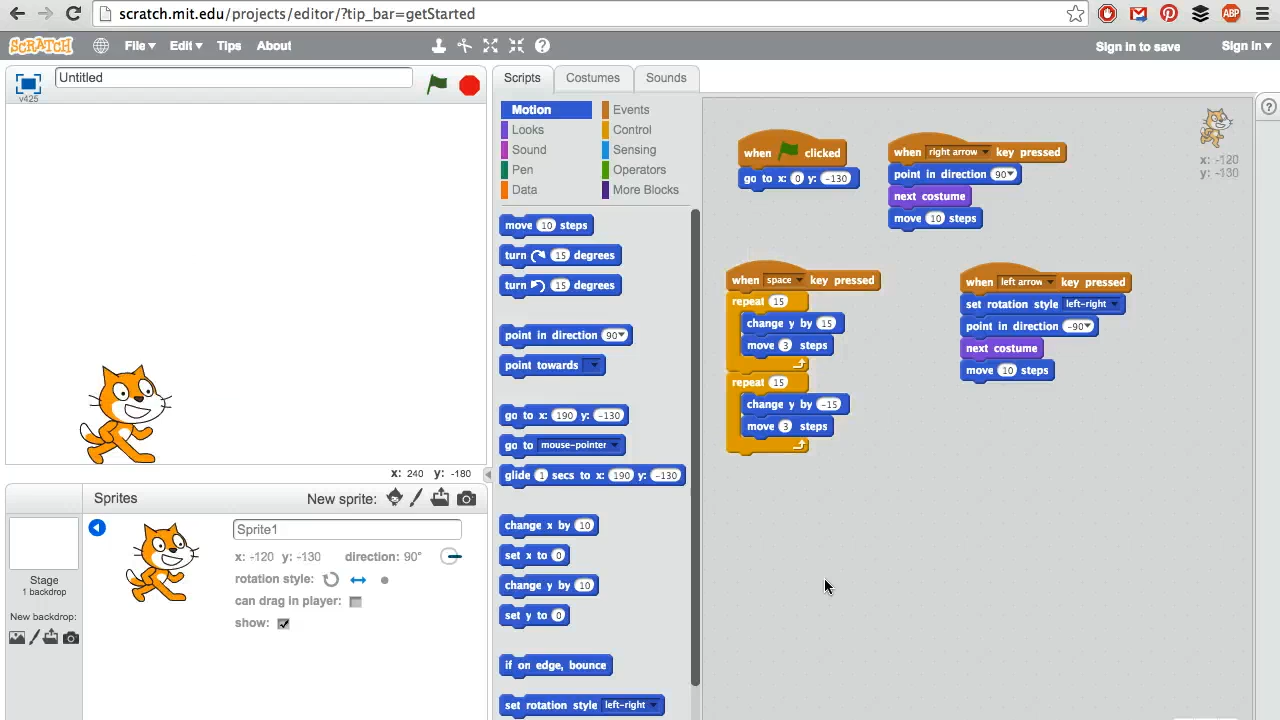 scratch.mit.edu/projects/editor/?tip_bar=getStarted
ABP
SCRATCH
File
Edit
Tips
About
Sign in to save
Sign in
v425
Untitled
Scripts
Costumes
Sounds
Motion
Events
Looks
Control
Sound
Sensing
Pen
Operators
Data
More Blocks
move 10 steps
turn 15 degrees
turn 15 degrees
point in direction 90
point towards
go to x: 190 y: -130
go to mouse-pointer
glide 1 secs to x: 190 y: -130
change x by 10
set x to 0
change y by 10
set y to 0
if on edge, bounce
set rotation style left-right
when clicked
go to x: 0 y: -130
when right arrow key pressed
point in direction 90
next costume
move 10 steps
when space key pressed
repeat 15
change y by 15
move 3 steps
repeat 15
change y by -15
move 3 steps
when left arrow key pressed
set rotation style left-right
point in direction -90
next costume
move 10 steps
x: -120
y: -130
x: 240 y: -180
Sprites
New sprite:
Stage
1 backdrop
New backdrop:
Sprite1
x: -120 y: -130 direction: 90°
rotation style:
can drag in player:
show: